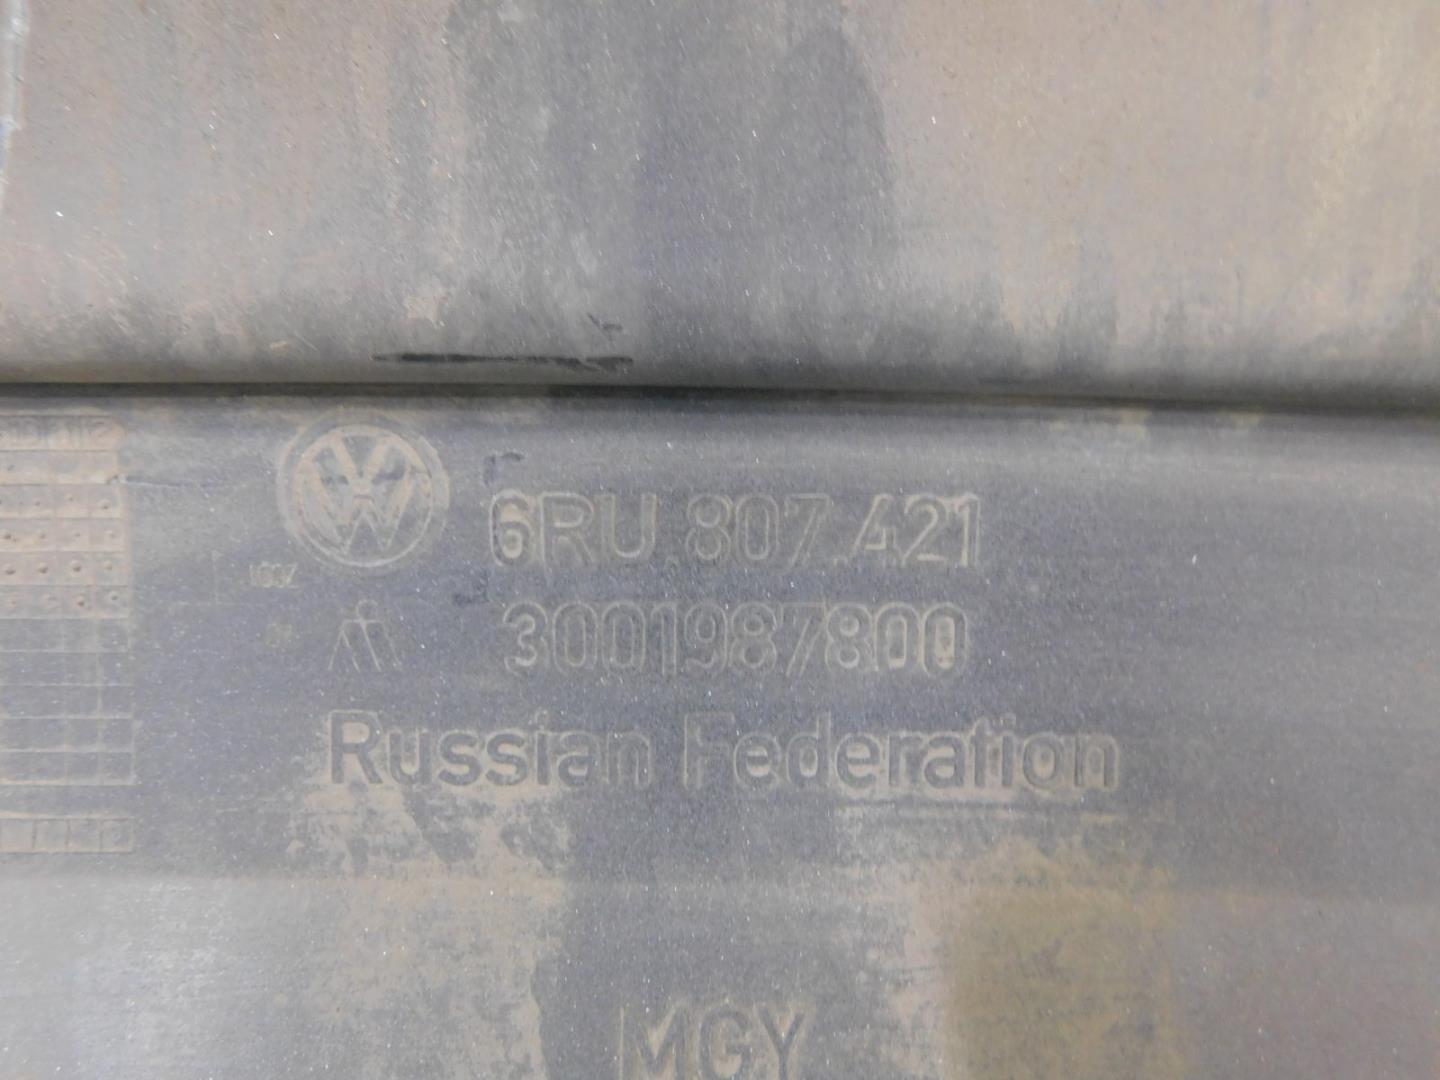 6RU.807.421
3001987800
Russian Federation
MGY